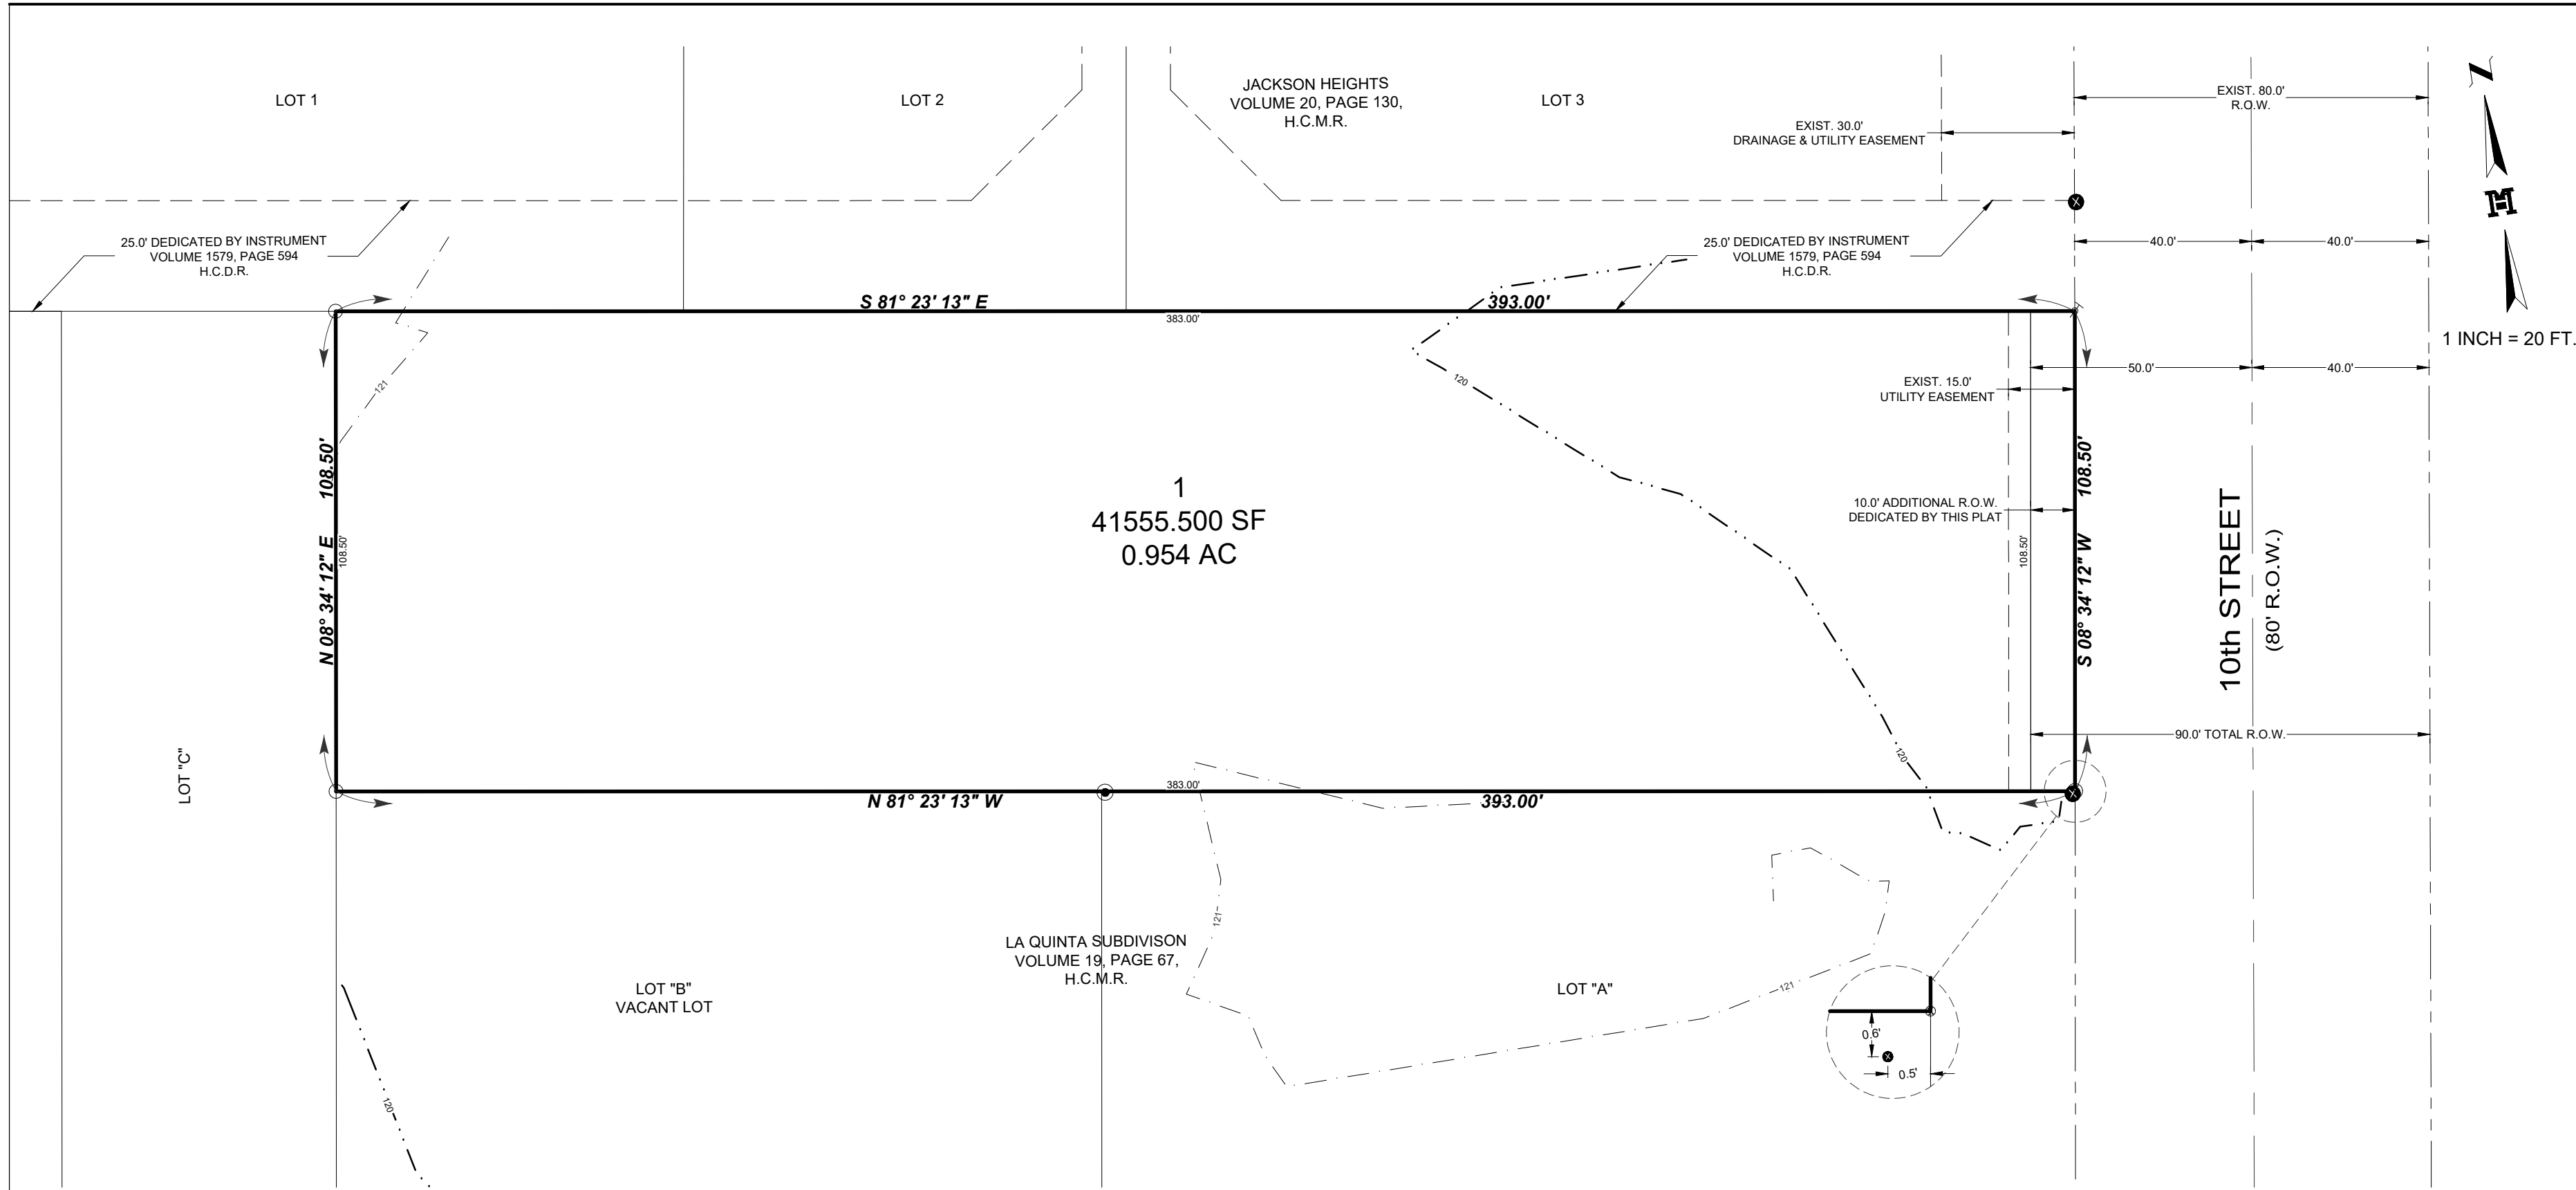 LOT 1
LOT 2
JACKSON HEIGHTS
VOLUME 20, PAGE 130,
H.C.M.R.
LOT 3
EXIST. 30.0'
DRAINAGE & UTILITY EASEMENT
EXIST. 80.0'
R.O.W.
N
H
1 INCH = 20 FT.
25.0' DEDICATED BY INSTRUMENT
VOLUME 1579, PAGE 594
H.C.D.R.
25.0' DEDICATED BY INSTRUMENT
VOLUME 1579, PAGE 594
H.C.D.R.
40.0'
40.0'
S 81° 23' 13" E
393.00'
383.00'
50.0'
40.0'
121
120
EXIST. 15.0'
UTILITY EASEMENT
N 08° 34' 12" E 108.50'
108.50'
1
41555.500 SF
0.954 AC
10.0' ADDITIONAL R.O.W.
DEDICATED BY THIS PLAT
108.50'
S 08° 34' 12" W 108.50'
10th STREET
(80' R.O.W.)
90.0' TOTAL R.O.W.
120
LOT "C"
383.00'
N 81° 23' 13" W
393.00'
121
LA QUINTA SUBDIVISON
VOLUME 19, PAGE 67,
H.C.M.R.
LOT "B"
VACANT LOT
LOT "A"
121
0.6'
0.5'
120